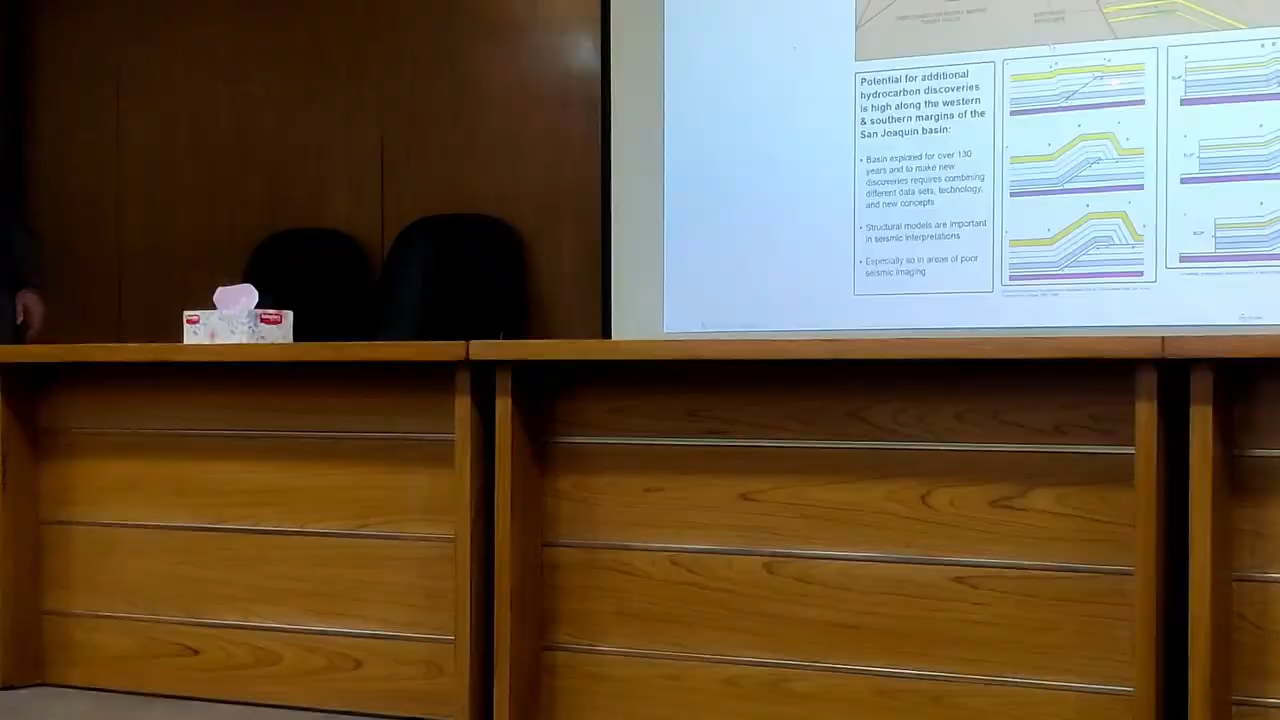 Potential for additional
hydrocarbon discoveries
is high along the western
& southern margins of the
San Joaquin basin:
• Basin explored for over 130
years and to make new
discoveries requires combining
different data sets, technology,
and new concepts
• Structural models are important
in seismic interpretations
• Especially so in areas of poor
seismic imaging